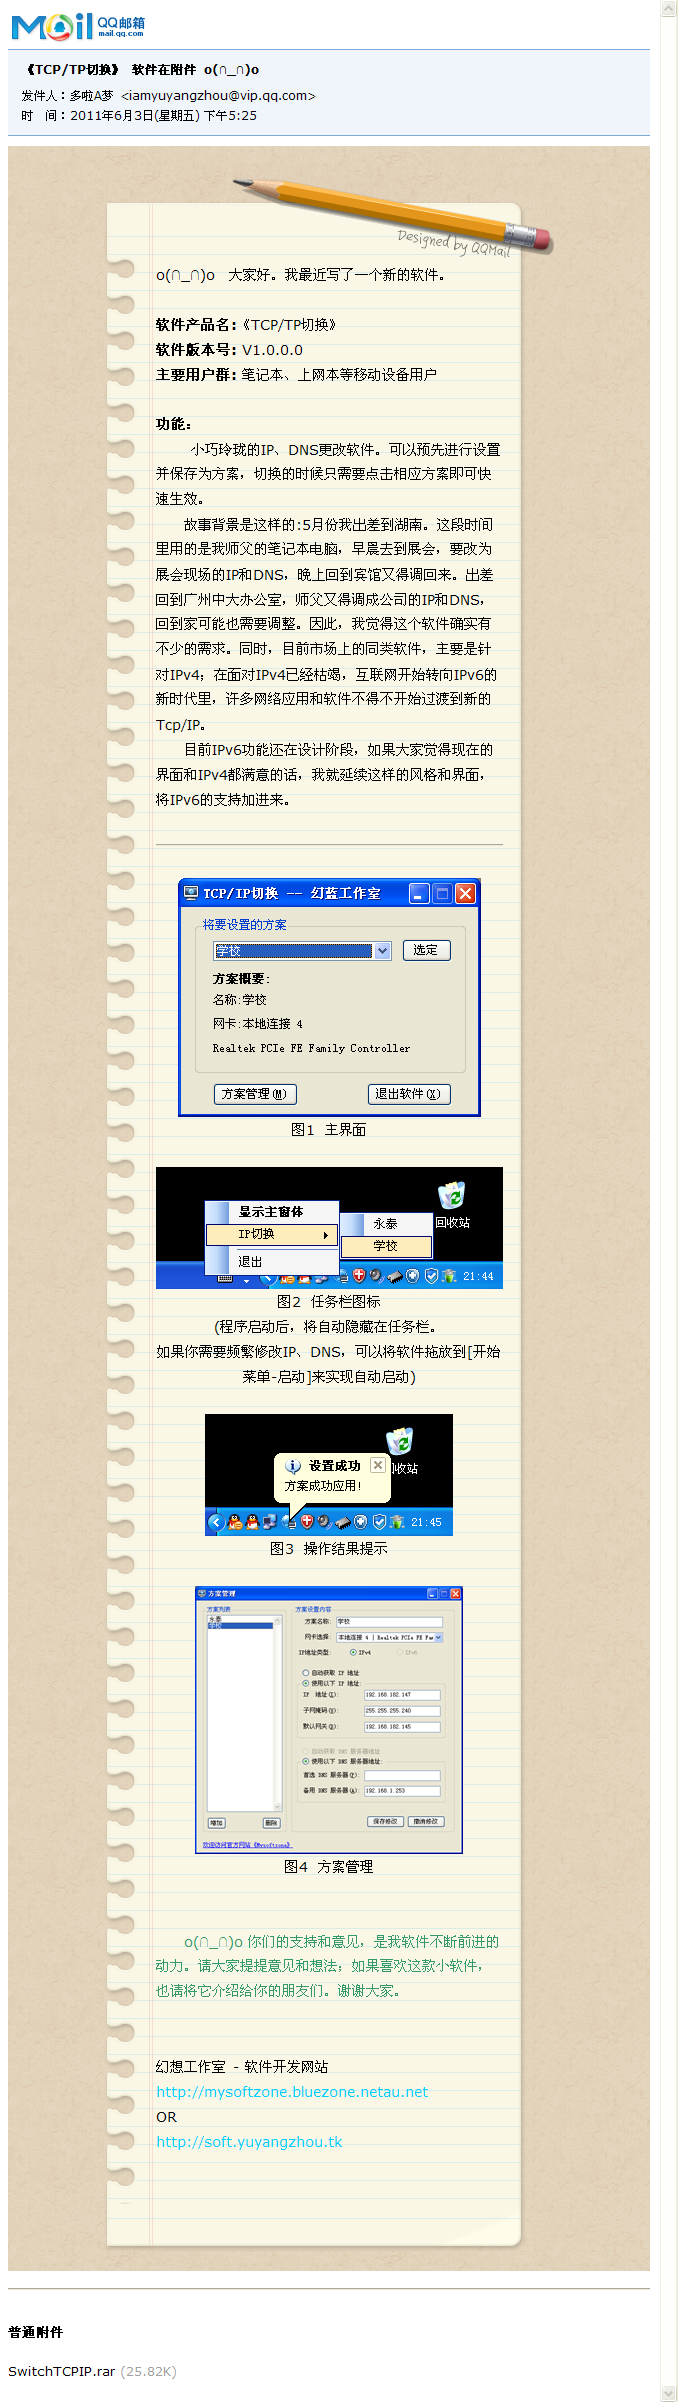 Mail QQ邮箱
mail.qq.com
《TCP/TP切换》 软件在附件 o(∩_∩)o
发件人：多啦A梦 <iamyuyangzhou@vip.qq.com>
时 间：2011年6月3日(星期五) 下午5:25
Designed by QQMail
o(∩_∩)o 大家好。我最近写了一个新的软件。
软件产品名：《TCP/TP切换》
软件版本号：V1.0.0.0
主要用户群：笔记本、上网本等移动设备用户
功能：
小巧玲珑的IP、DNS更改软件。可以预先进行设置
并保存为方案，切换的时候只需要点击相应方案即可快
速生效。
故事背景是这样的:5月份我出差到湖南。这段时间
里用的是我师父的笔记本电脑，早晨去到展会，要改为
展会现场的IP和DNS，晚上回到宾馆又得调回来。出差
回到广州中大办公室，师父又得调成公司的IP和DNS，
回到家可能也需要调整。因此，我觉得这个软件确实有
不少的需求。同时，目前市场上的同类软件，主要是针
对IPv4；在面对IPv4已经枯竭，互联网开始转向IPv6的
新时代里，许多网络应用和软件不得不开始过渡到新的
Tcp/IP。
目前IPv6功能还在设计阶段，如果大家觉得现在的
界面和IPv4都满意的话，我就延续这样的风格和界面，
将IPv6的支持加进来。
TCP/IP切换 -- 幻蓝工作室
将要设置的方案
学校
选定
方案概要:
名称:学校
网卡:本地连接 4
Realtek PCIe FE Family Controller
方案管理(M)
退出软件(X)
图1 主界面
显示主窗体
IP切换
退出
永泰
学校
回收站
21:44
图2 任务栏图标
(程序启动后，将自动隐藏在任务栏。
如果你需要频繁修改IP、DNS，可以将软件拖放到[开始
菜单-启动]来实现自动启动)
设置成功
方案成功应用!
回收站
21:45
图3 操作结果提示
方案管理
方案列表
永泰
学校
增加
删除
方案设置内容
方案名称: 学校
网卡选择: 本地连接 4 | Realtek PCIe FE Fam
IP地址类型: IPv4 IPv6
自动获取 IP 地址
使用以下 IP 地址:
IP 地址(I): 192.168.182.147
子网掩码(U): 255.255.255.240
默认网关(D): 192.168.182.145
自动获取 DNS 服务器地址
使用以下 DNS 服务器地址:
首选 DNS 服务器(P):
备用 DNS 服务器(A): 192.168.1.253
保存修改
撤消修改
欢迎访问官方网站《Mysoftzone》
图4 方案管理
o(∩_∩)o 你们的支持和意见，是我软件不断前进的
动力。请大家提提意见和想法；如果喜欢这款小软件，
也请将它介绍给你的朋友们。谢谢大家。
幻想工作室 - 软件开发网站
http://mysoftzone.bluezone.netau.net
OR
http://soft.yuyangzhou.tk
普通附件
SwitchTCPIP.rar (25.82K)